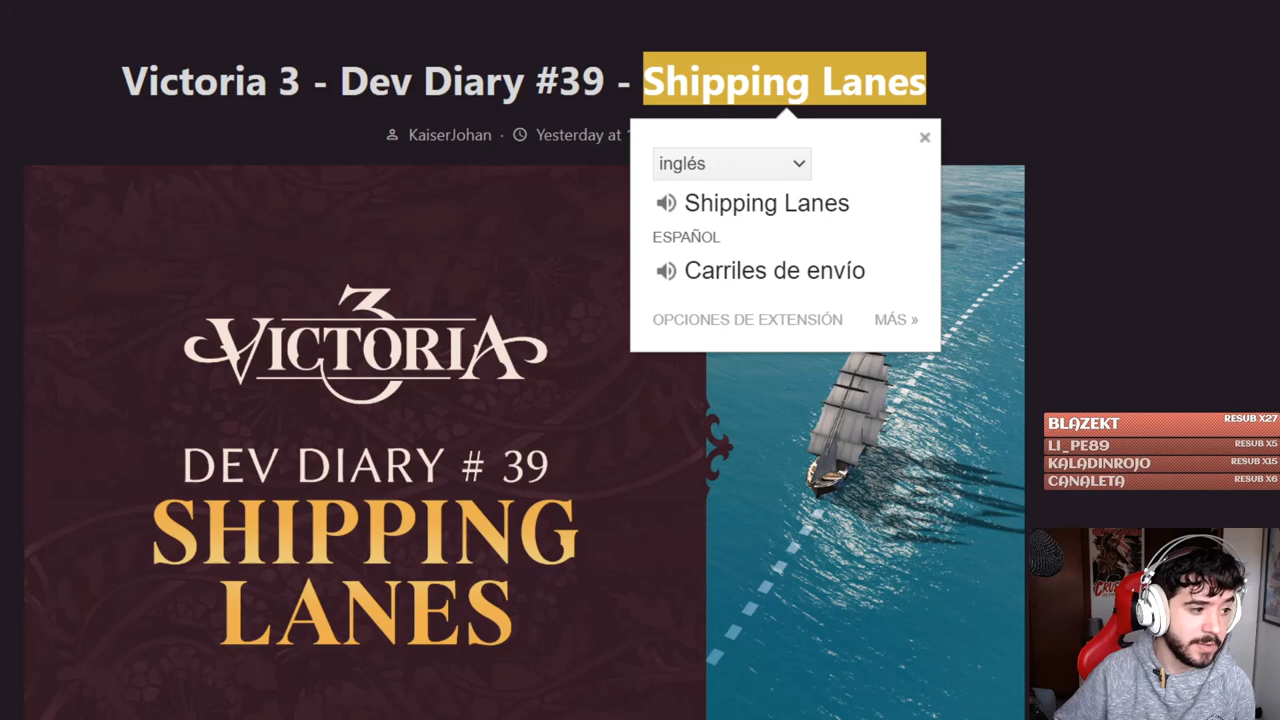 Victoria 3 - Dev Diary #39 - Shipping Lanes
KaiserJohan · Yesterday at
inglés
Shipping Lanes
ESPAÑOL
Carriles de envío
OPCIONES DE EXTENSIÓN MÁS »
VICTORIA
3
DEV DIARY # 39
SHIPPING
LANES
BLAZEKT RESUB X27
LI_PE89 RESUB X5
KALADINROJO RESUB X15
CANALETA RESUB X6